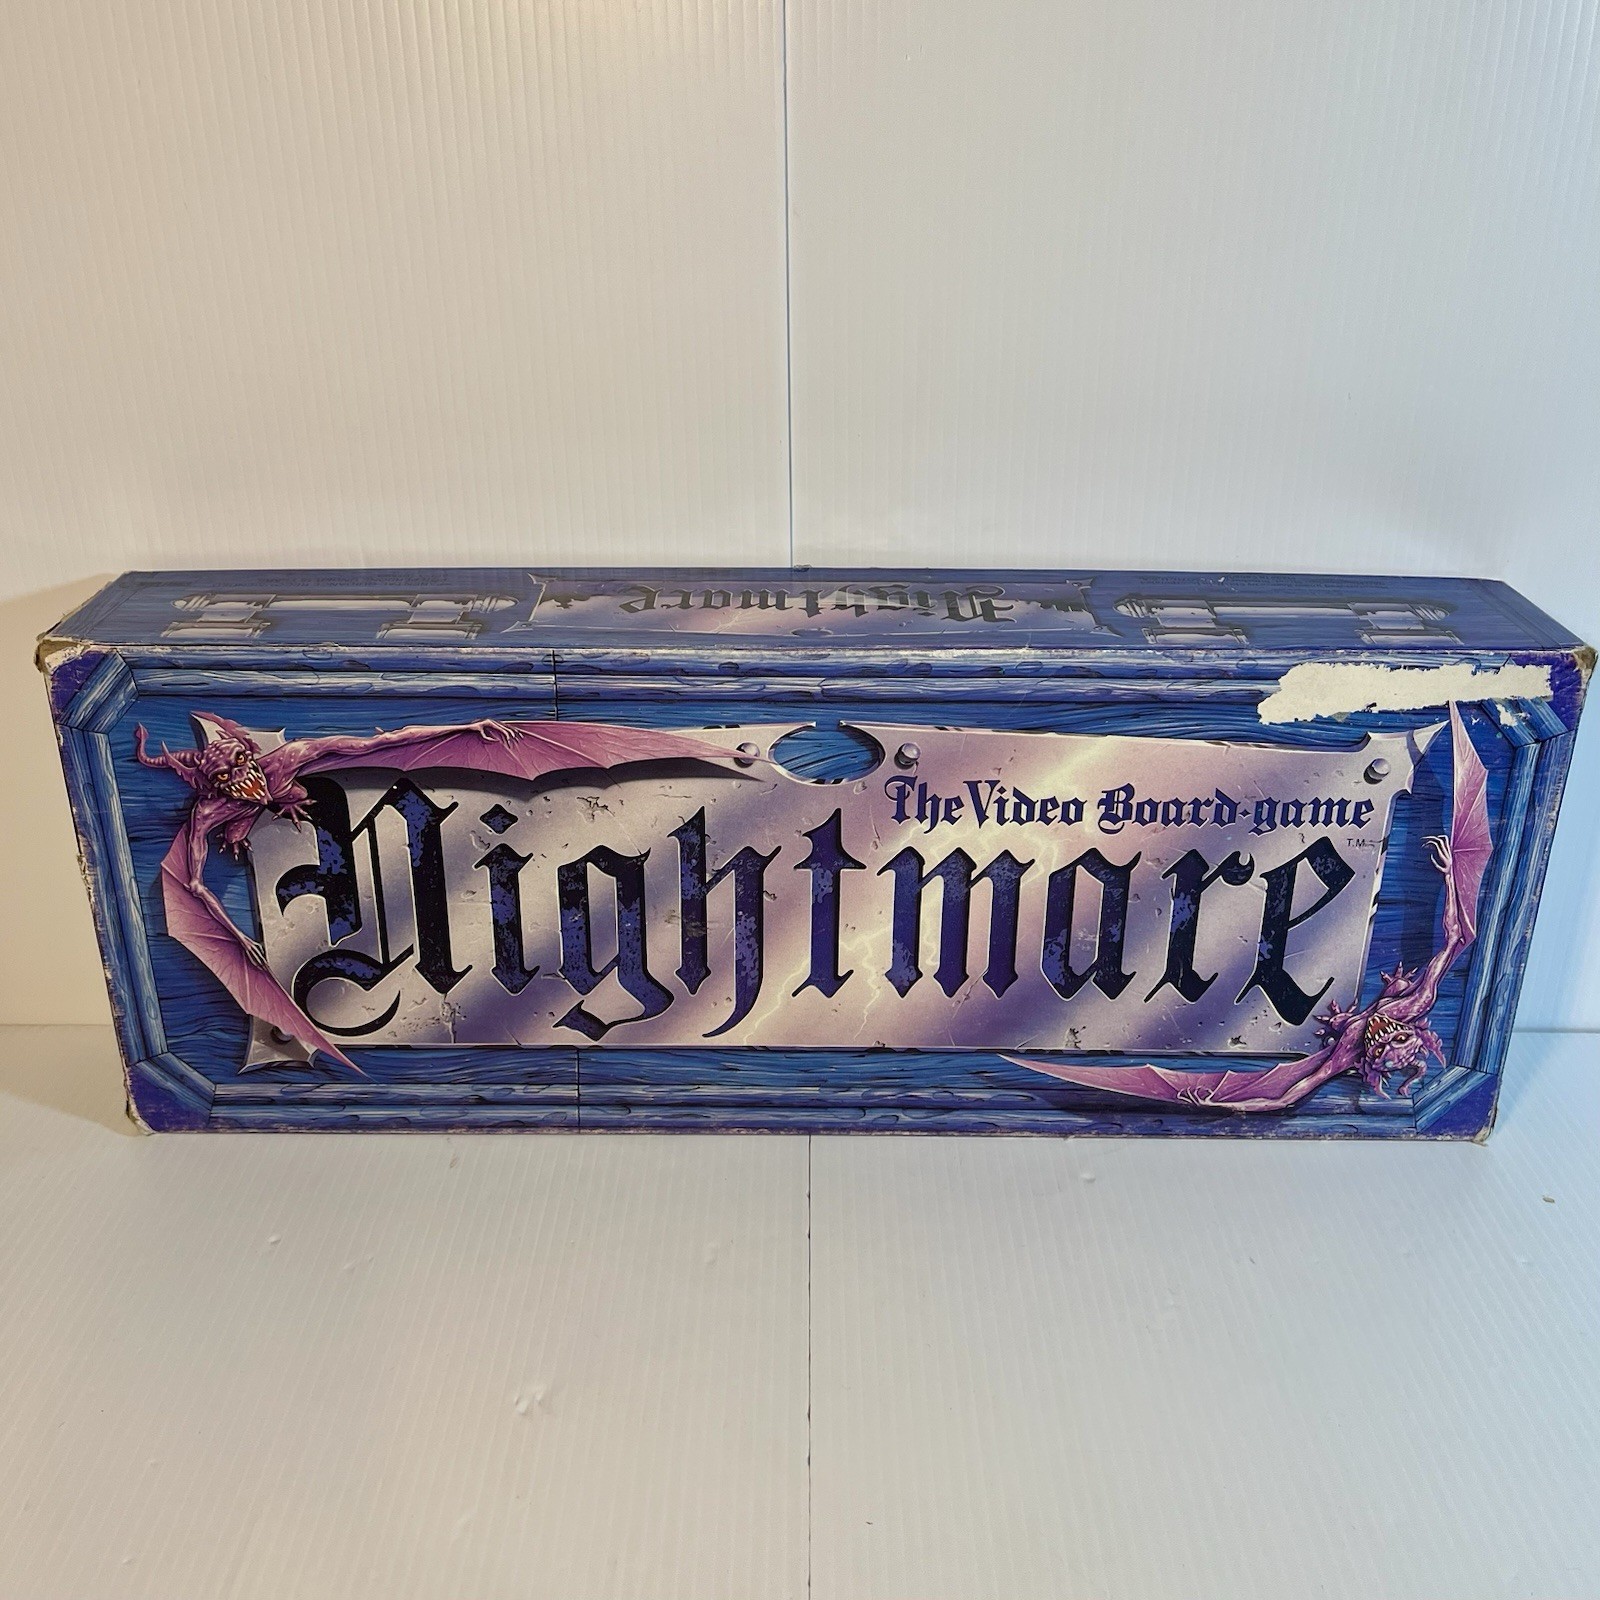 Nightmare
The Video Board-game
Nightmare
T.M.